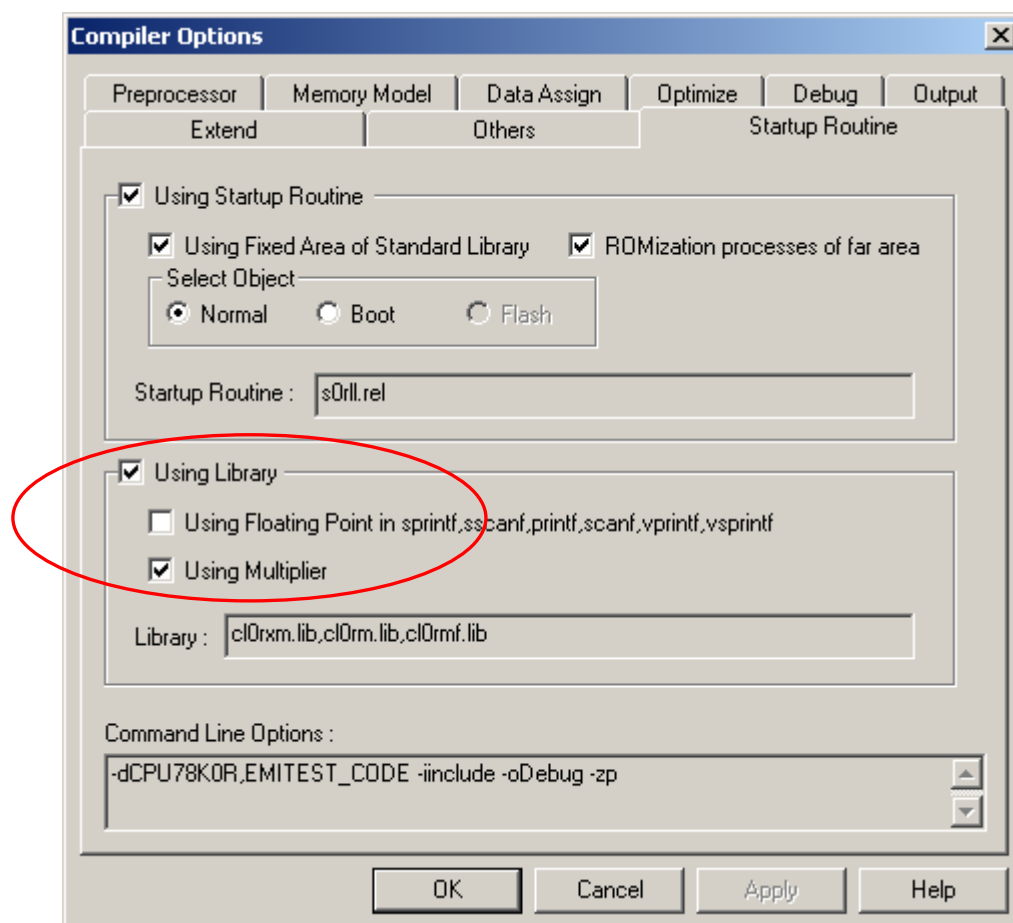 Compiler Options
Preprocessor Memory Model Data Assign Optimize Debug Output
Extend Others Startup Routine
Using Startup Routine
Using Fixed Area of Standard Library ROMization processes of far area
Select Object
Normal Boot Flash
Startup Routine : s0rll.rel
Using Library
Using Floating Point in sprintf,sscanf,printf,scanf,vprintf,vsprintf
Using Multiplier
Library : cl0rxm.lib,cl0rm.lib,cl0rmf.lib
Command Line Options :
-dCPU78K0R,EMITEST_CODE -iinclude -oDebug -zp
OK Cancel Apply Help